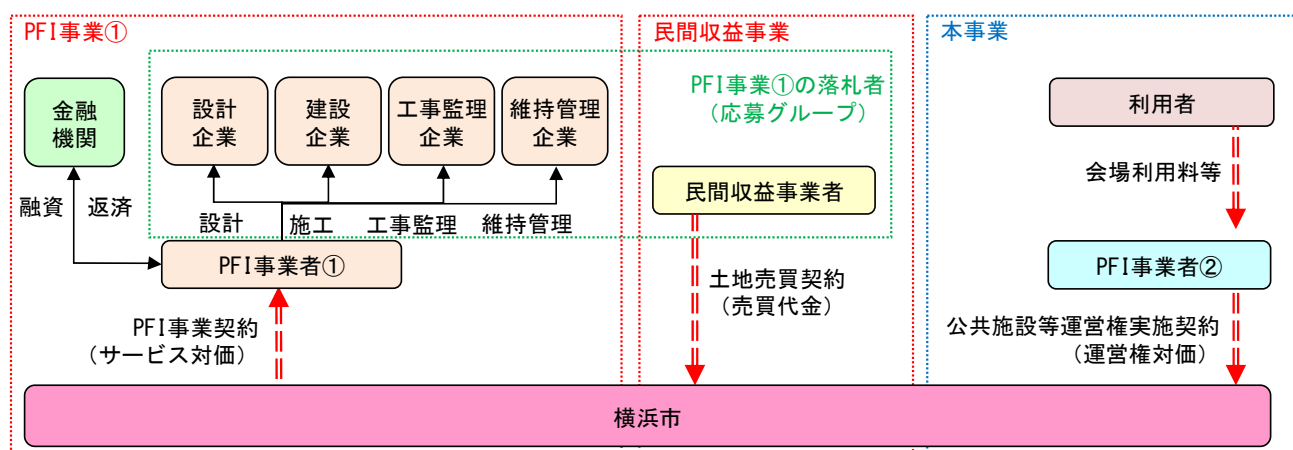 PFI事業①
民間収益事業
本事業
PFI事業①の落札者
（応募グループ）
金融
機関
設計
企業
建設
企業
工事監理
企業
維持管理
企業
利用者
民間収益事業者
会場利用料等
融資
返済
設計
施工
工事監理
維持管理
PFI事業者①
PFI事業者②
土地売買契約
（売買代金）
PFI事業契約
（サービス対価）
公共施設等運営権実施契約
（運営権対価）
横浜市